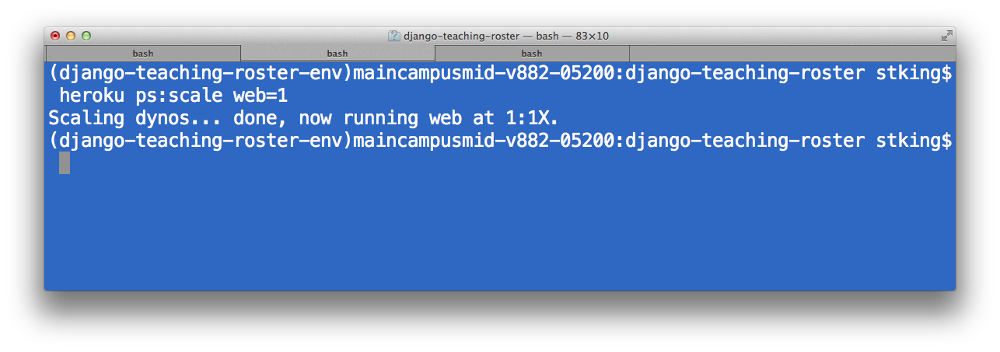 django-teaching-roster — bash — 83×10
bash bash bash
(django-teaching-roster-env)maincampusmid-v882-05200:django-teaching-roster stking$
heroku ps:scale web=1
Scaling dynos... done, now running web at 1:1X.
(django-teaching-roster-env)maincampusmid-v882-05200:django-teaching-roster stking$